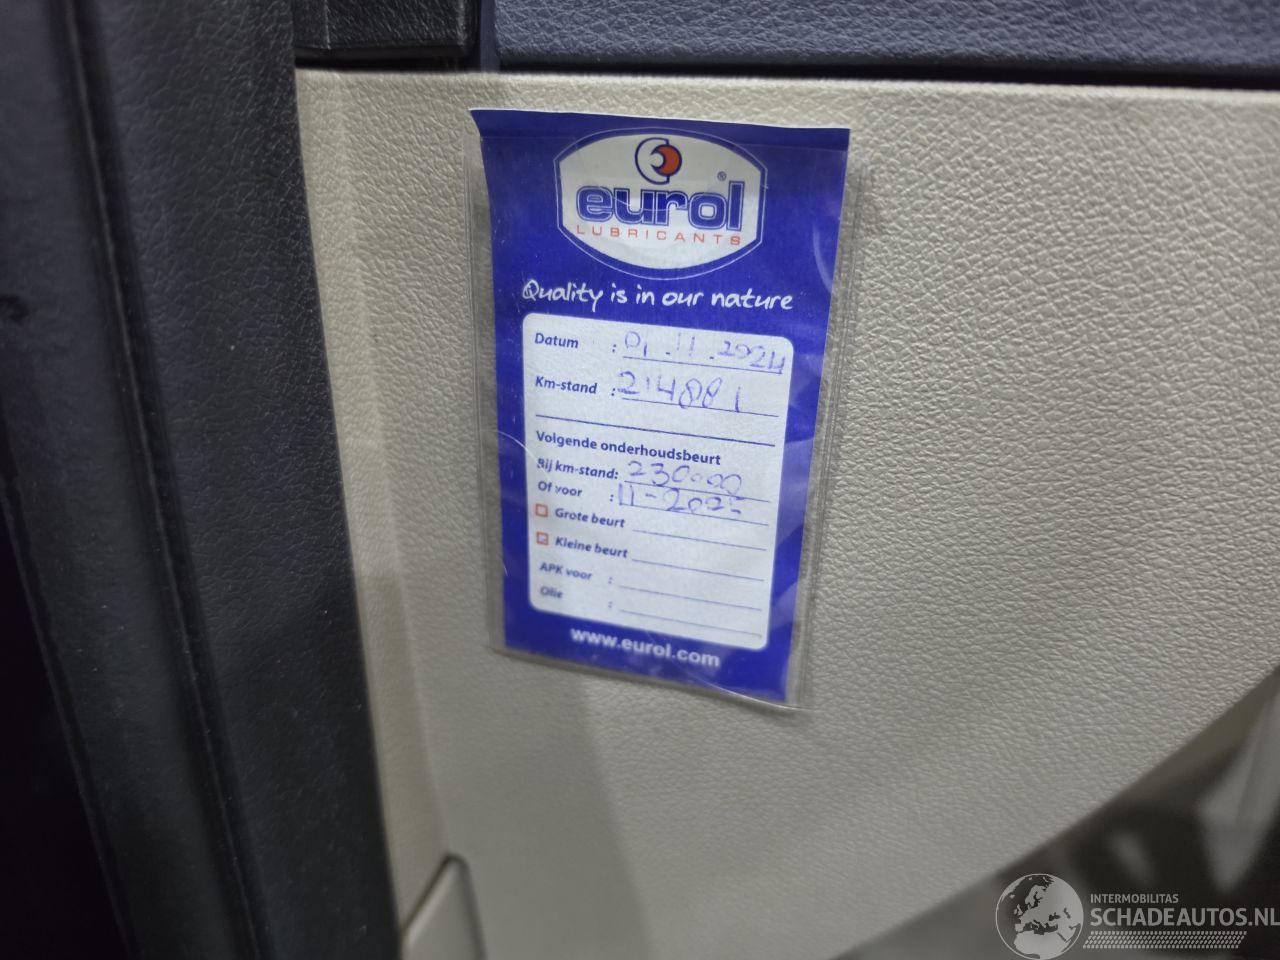 eurol®
LUBRICANTS
Quality is in our nature
Datum : 01.11.2024
Km-stand : 214881
Volgende onderhoudsbeurt
Bij km-stand: 230000
Of voor : 11-2025
Grote beurt
Kleine beurt
APK voor :
Olie :
www.eurol.com
INTERMOBILITAS
SCHADEAUTOS.NL